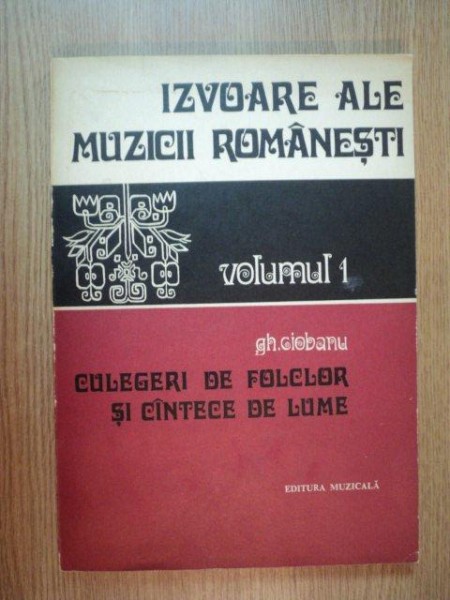 IZVOARE ALE
MUZICII ROMÂNEȘTI
volumul 1
gh.ciobanu
CULEGERI DE FOLCLOR
ȘI CÎNTECE DE LUME
EDITURA MUZICALĂ